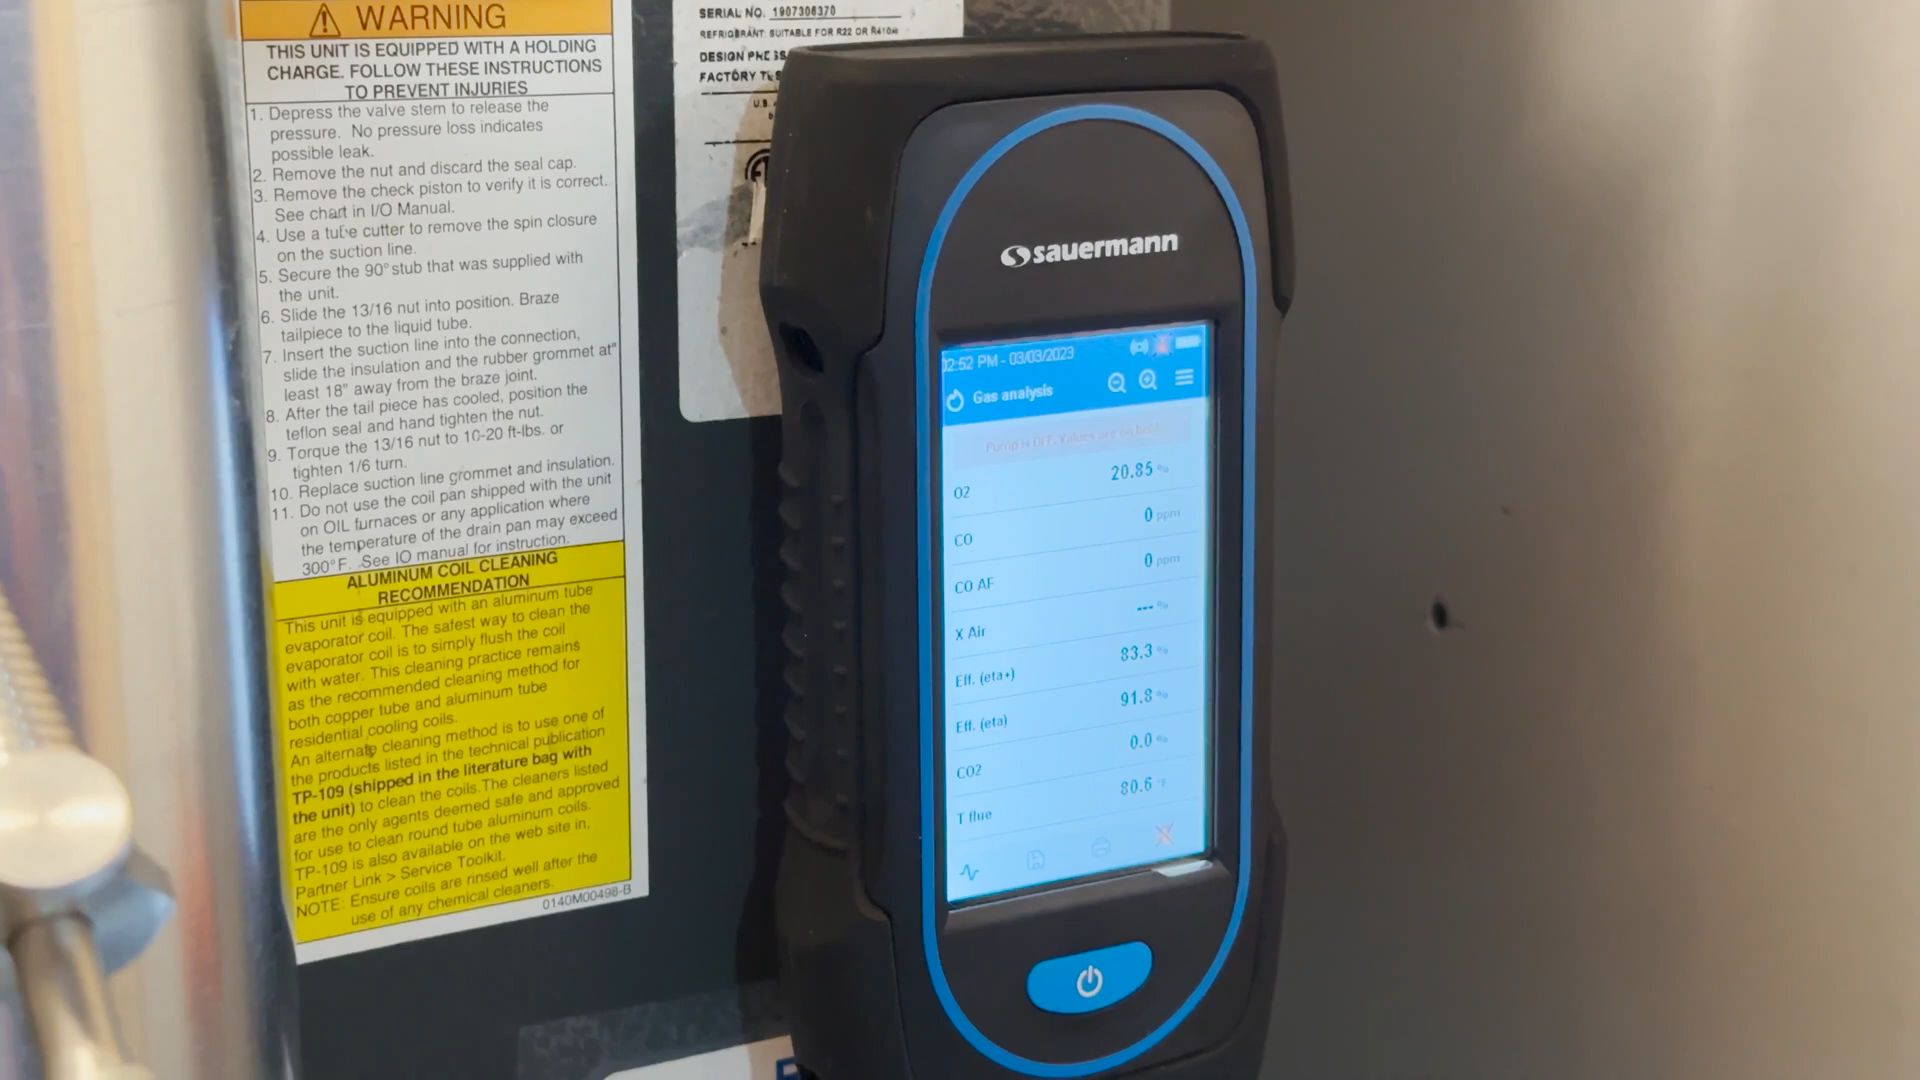 WARNING
THIS UNIT IS EQUIPPED WITH A HOLDING
CHARGE. FOLLOW THESE INSTRUCTIONS
TO PREVENT INJURIES
1. Depress the valve stem to release the
pressure. No pressure loss indicates
possible leak.
2. Remove the nut and discard the seal cap.
3. Remove the check piston to verify it is correct.
See chart in I/O Manual.
4. Use a tube cutter to remove the spin closure
on the suction line.
5. Secure the 90° stub that was supplied with
the unit.
6. Slide the 13/16 nut into position. Braze
tailpiece to the liquid tube.
7. Insert the suction line into the connection,
slide the insulation and the rubber grommet at"
least 18" away from the braze joint.
8. After the tail piece has cooled, position the
teflon seal and hand tighten the nut.
9. Torque the 13/16 nut to 10-20 ft-lbs. or
tighten 1/6 turn.
10. Replace suction line grommet and insulation.
11. Do not use the coil pan shipped with the unit
on OIL furnaces or any application where
the temperature of the drain pan may exceed
300°F. See IO manual for instruction.
ALUMINUM COIL CLEANING
RECOMMENDATION
This unit is equipped with an aluminum tube
evaporator coil. The safest way to clean the
evaporator coil is to simply flush the coil
with water. This cleaning practice remains
as the recommended cleaning method for
both copper tube and aluminum tube
residential cooling coils.
An alternate cleaning method is to use one of
the products listed in the technical publication
TP-109 (shipped in the literature bag with
the unit) to clean the coils. The cleaners listed
are the only agents deemed safe and approved
for use to clean round tube aluminum coils.
TP-109 is also available on the web site in,
Partner Link > Service Toolkit.
NOTE: Ensure coils are rinsed well after the
use of any chemical cleaners.
0140M00498-B
SERIAL NO. 1907306370
REFRIGERANT: SUITABLE FOR R22 OR R410A
DESIGN
FACTORY
U.S.
sauermann
02:52 PM - 03/03/2023
Gas analysis
Pump is OFF. Values are on hold
O2 20.85 %
CO 0 ppm
CO AF 0 ppm
X Air --- %
Eff. (eta+) 83.3 %
Eff. (eta) 91.8 %
CO2 0.0 %
T flue 80.6 °F